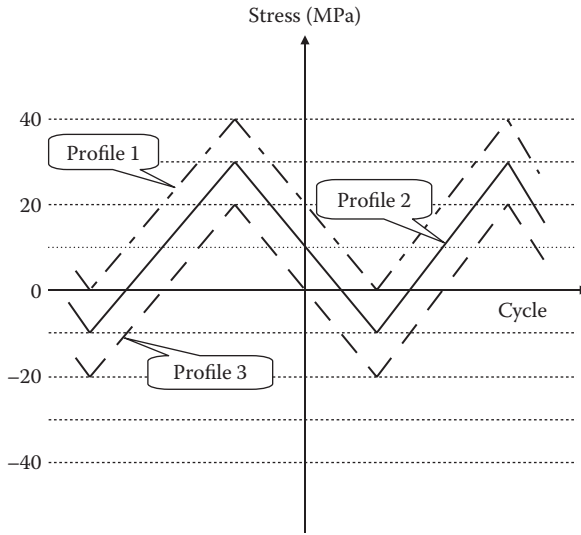 Stress (MPa)
40
Profile 1
20
Profile 2
0
Cycle
Profile 3
−20
−40